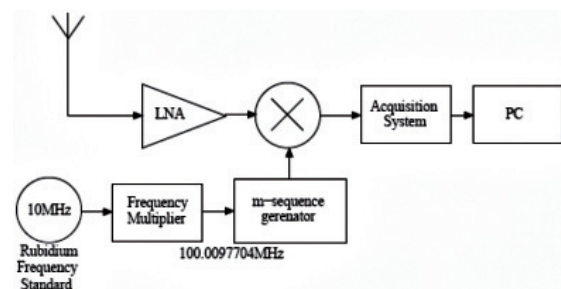 LNA
Acquisition
System
PC
10MHz
Frequency
Multiplier
m-sequence
gerenator
100.0097704MHz
Rubidium
Frequency
Standard